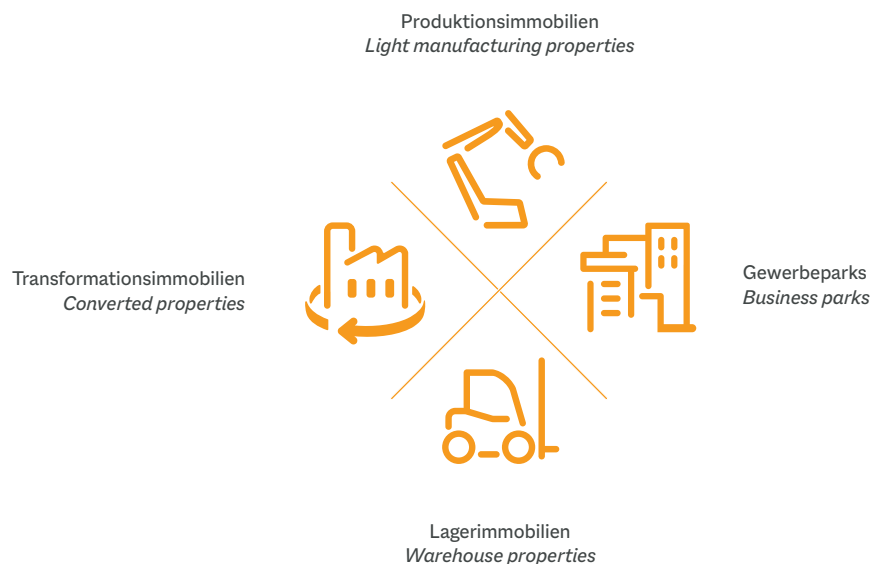 Produktionsimmobilien
Light manufacturing properties
Transformationsimmobilien
Converted properties
Gewerbeparks
Business parks
Lagerimmobilien
Warehouse properties